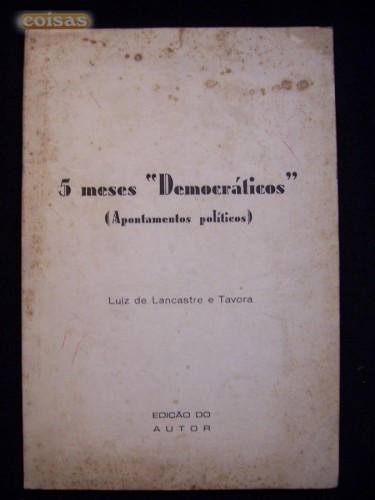 coisas
5 meses "Democráticos"
(Apontamentos políticos)
Luiz de Lancastre e Tavora
EDIÇÃO DO
AUTOR